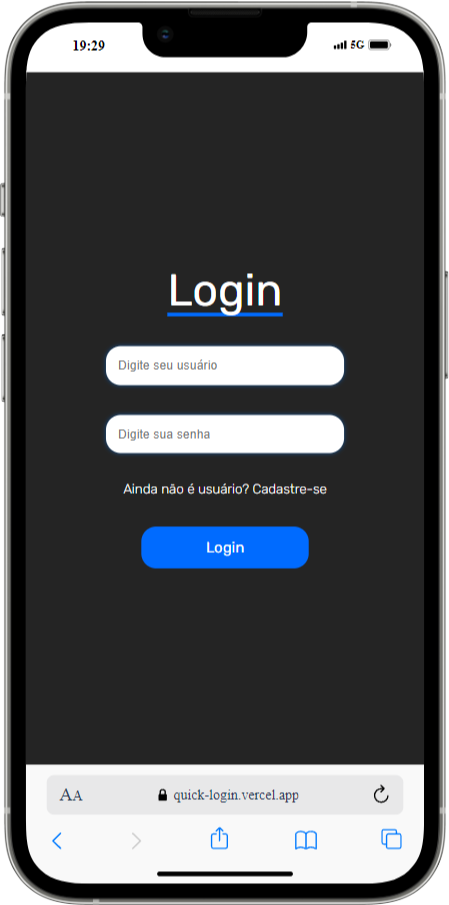 19:29
5G
Login
Digite seu usuário
Digite sua senha
Ainda não é usuário? Cadastre-se
Login
AA
quick-login.vercel.app